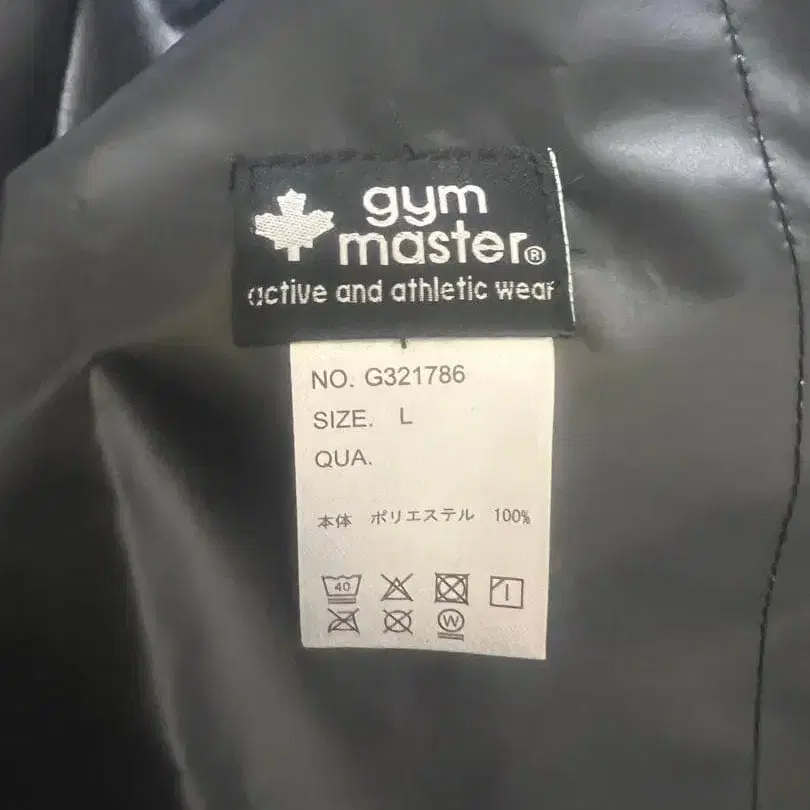 gym
master®
active and athletic wear
NO. G321786
SIZE. L
QUA.
本体 ポリエステル 100%
40
W